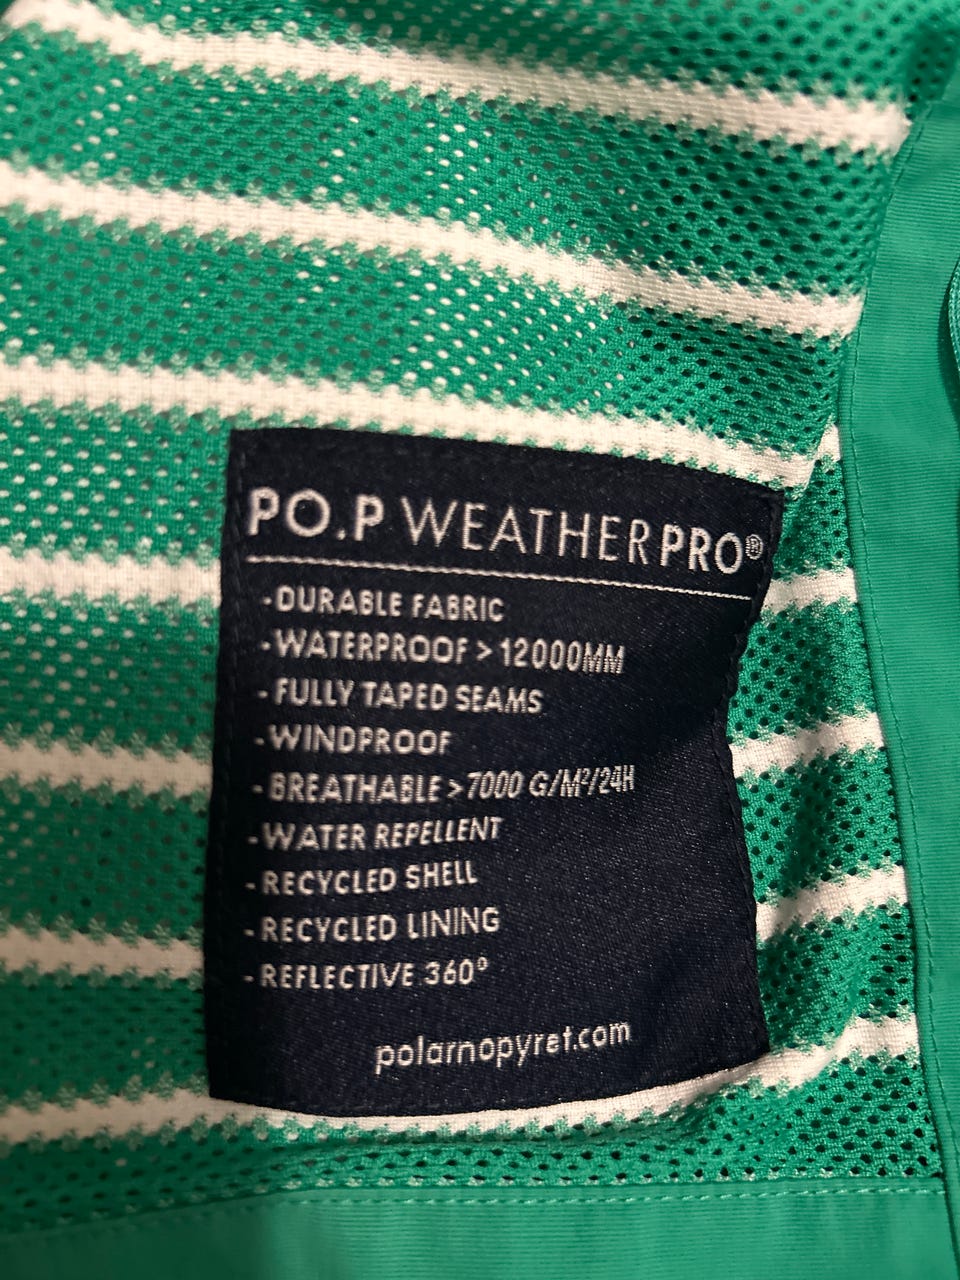 PO.P WEATHERPRO®
-DURABLE FABRIC
-WATERPROOF > 12000MM
- FULLY TAPED SEAMS
-WINDPROOF
- BREATHABLE >7000 G/M²/24H
-WATER REPELLENT
- RECYCLED SHELL
-RECYCLED LINING
- REFLECTIVE 360°
polarnopyret.com